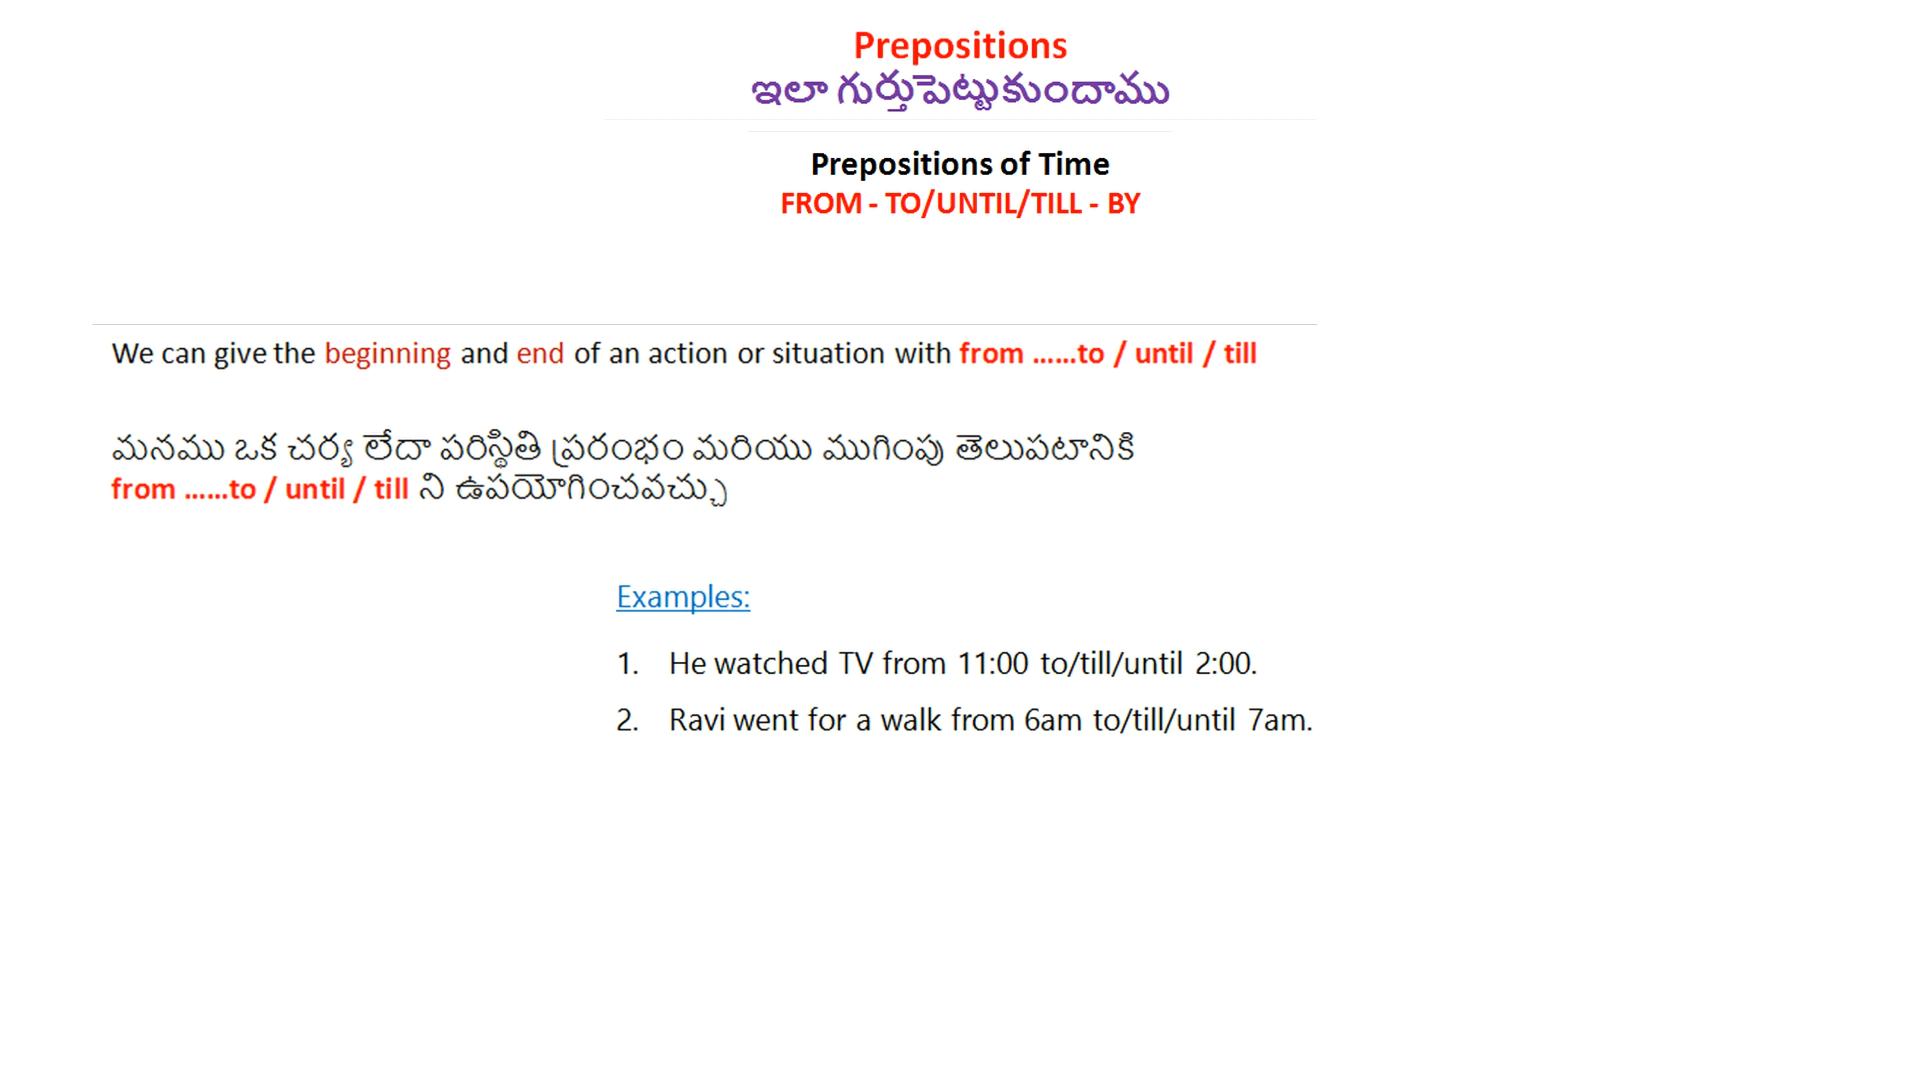 Prepositions
ఇలా గుర్తుపెట్టుకుందాము
Prepositions of Time
FROM - TO/UNTIL/TILL - BY
We can give the beginning and end of an action or situation with from ......to / until / till
మనము ఒక చర్య లేదా పరిస్థితి ప్రరంభం మరియు ముగింపు తెలుపటానికి
from ......to / until / till ని ఉపయోగించవచ్చు
Examples:
1. He watched TV from 11:00 to/till/until 2:00.
2. Ravi went for a walk from 6am to/till/until 7am.